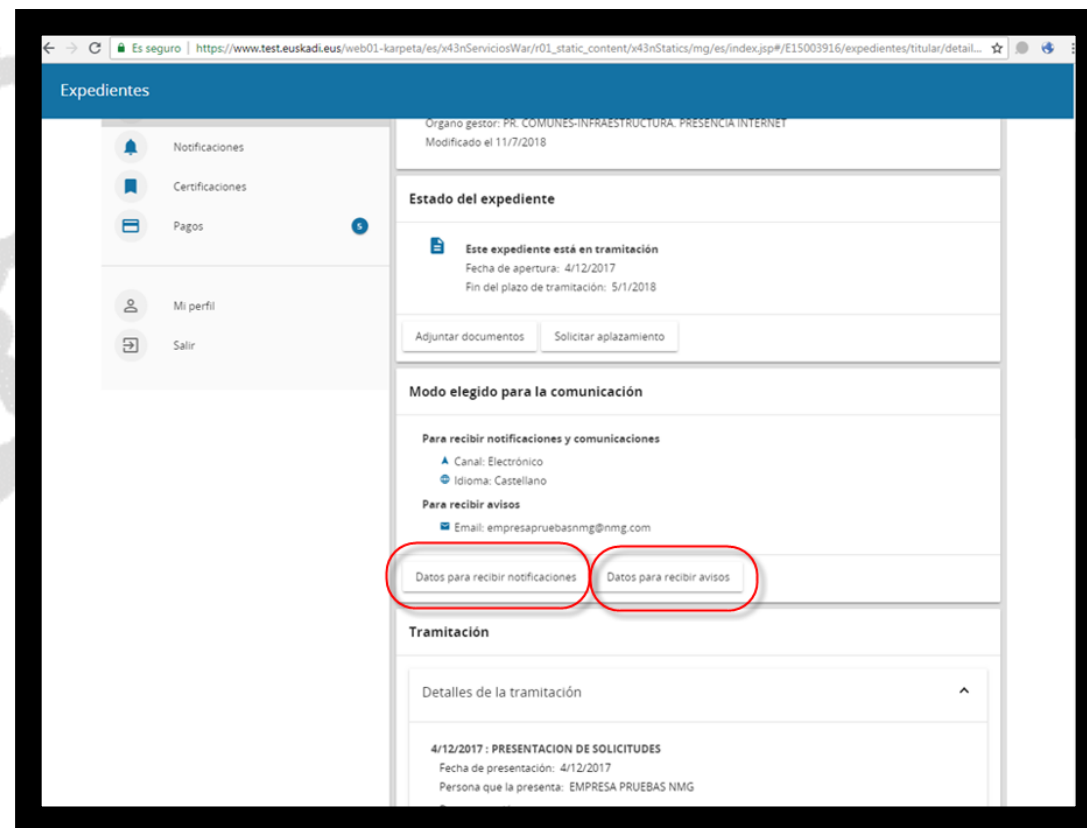 Es seguro | https://www.test.euskadi.eus/web01-karpeta/es/x43nServiciosWar/r01_static_content/x43nStatics/mg/es/index.jsp#/E15003916/expedientes/titular/detail...
Expedientes
Organo gestor: PR. COMUNES-INFRAESTRUCTURA. PRESENCIA INTERNET
Modificado el 11/7/2018
Notificaciones
Certificaciones
Pagos 5
Mi perfil
Salir
Estado del expediente
Este expediente está en tramitación
Fecha de apertura: 4/12/2017
Fin del plazo de tramitación: 5/1/2018
Adjuntar documentos Solicitar aplazamiento
Modo elegido para la comunicación
Para recibir notificaciones y comunicaciones
Canal: Electrónico
Idioma: Castellano
Para recibir avisos
Email: empresapruebasnmg@nmg.com
Datos para recibir notificaciones Datos para recibir avisos
Tramitación
Detalles de la tramitación
4/12/2017 : PRESENTACION DE SOLICITUDES
Fecha de presentación: 4/12/2017
Persona que la presenta: EMPRESA PRUEBAS NMG